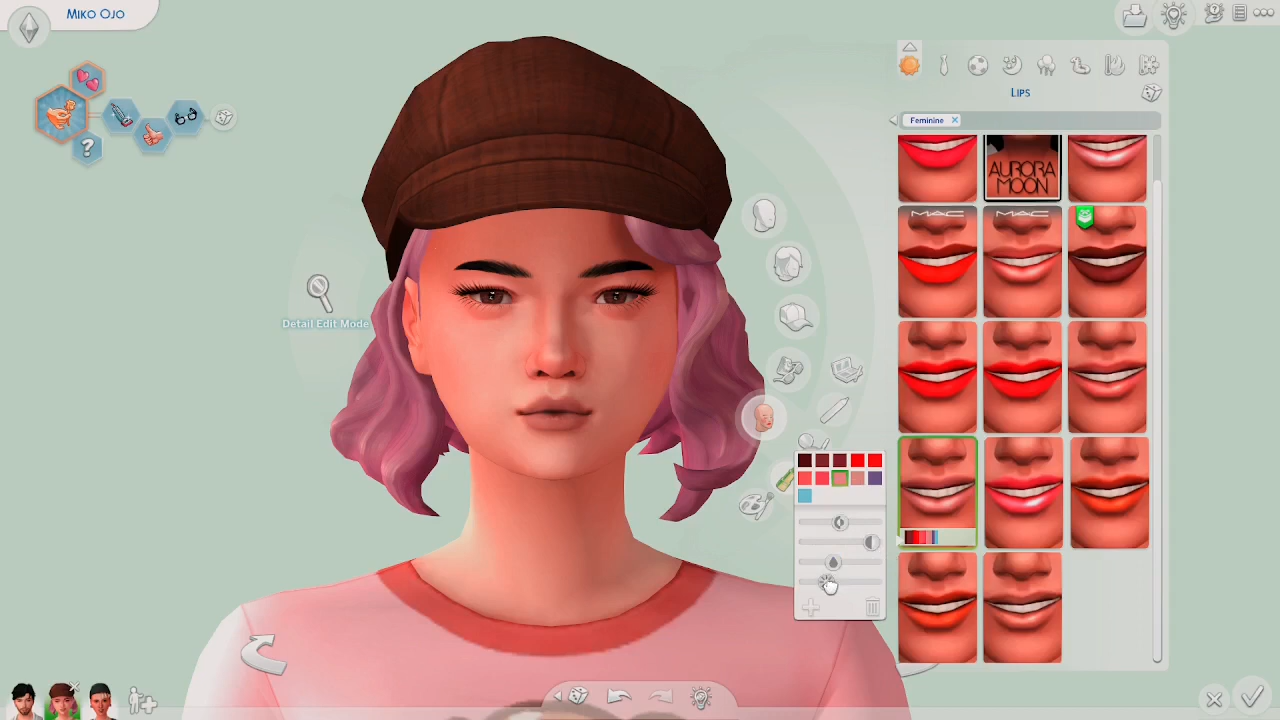 Miko Ojo
Lips
Feminine
AURORA
MOON
MAC
MAC
Detail Edit Mode